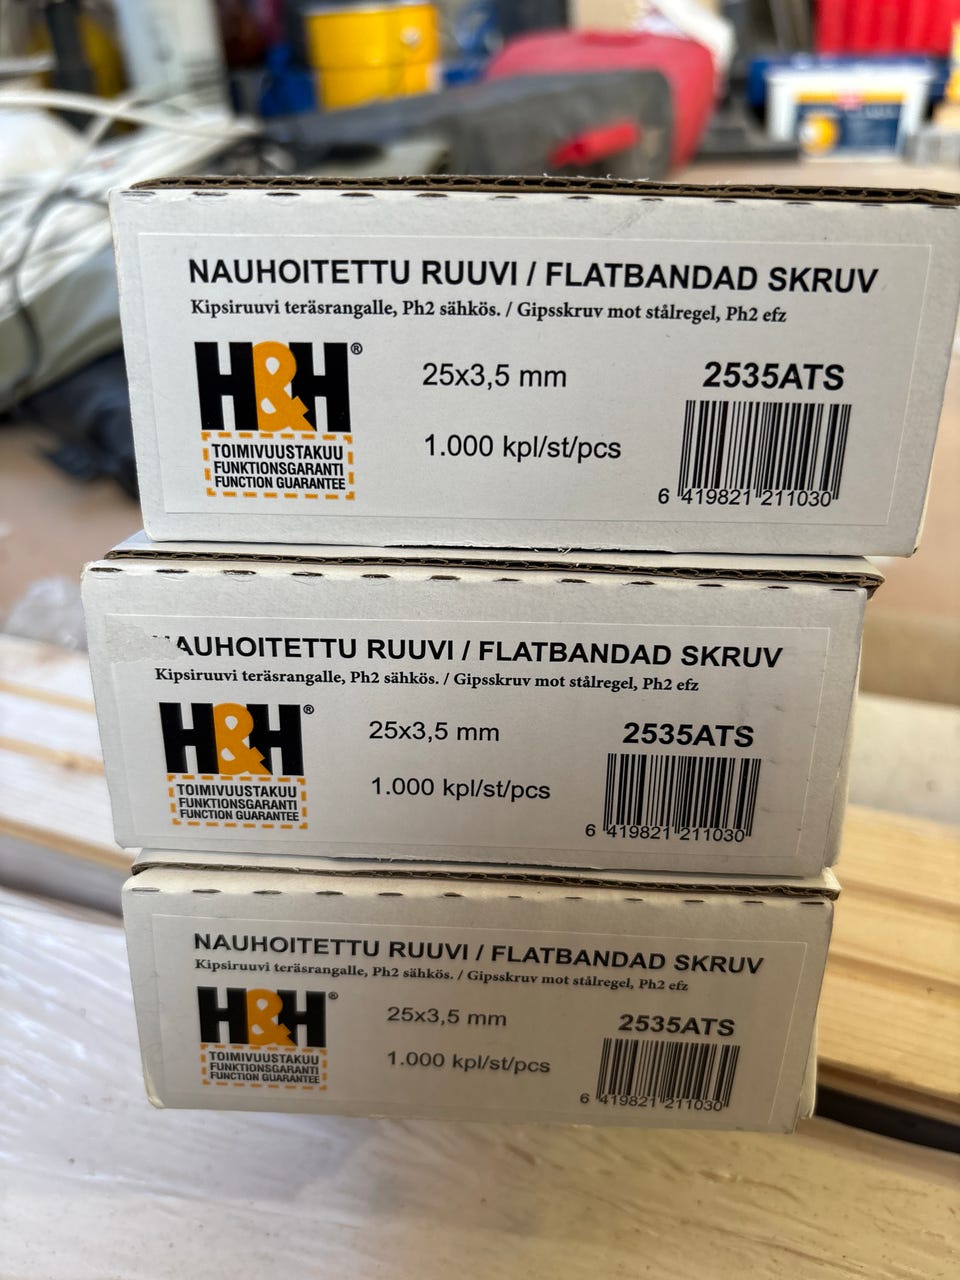 NAUHOITETTU RUUVI / FLATBANDAD SKRUV
Kipsiruuvi teräsrangalle, Ph2 sähkös. / Gipsskruv mot stålregel, Ph2 efz
H&H®
25x3,5 mm
2535ATS
1.000 kpl/st/pcs
TOIMIVUUSTAKUU
FUNKTIONSGARANTI
FUNCTION GUARANTEE
6 419821 211030
NAUHOITETTU RUUVI / FLATBANDAD SKRUV
Kipsiruuvi teräsrangalle, Ph2 sähkös. / Gipsskruv mot stålregel, Ph2 efz
H&H®
25x3,5 mm
2535ATS
1.000 kpl/st/pcs
TOIMIVUUSTAKUU
FUNKTIONSGARANTI
FUNCTION GUARANTEE
6 419821 211030
NAUHOITETTU RUUVI / FLATBANDAD SKRUV
Kipsiruuvi teräsrangalle, Ph2 sähkös. / Gipsskruv mot stålregel, Ph2 efz
H&H®
25x3,5 mm
2535ATS
1.000 kpl/st/pcs
TOIMIVUUSTAKUU
FUNKTIONSGARANTI
FUNCTION GUARANTEE
6 419821 211030